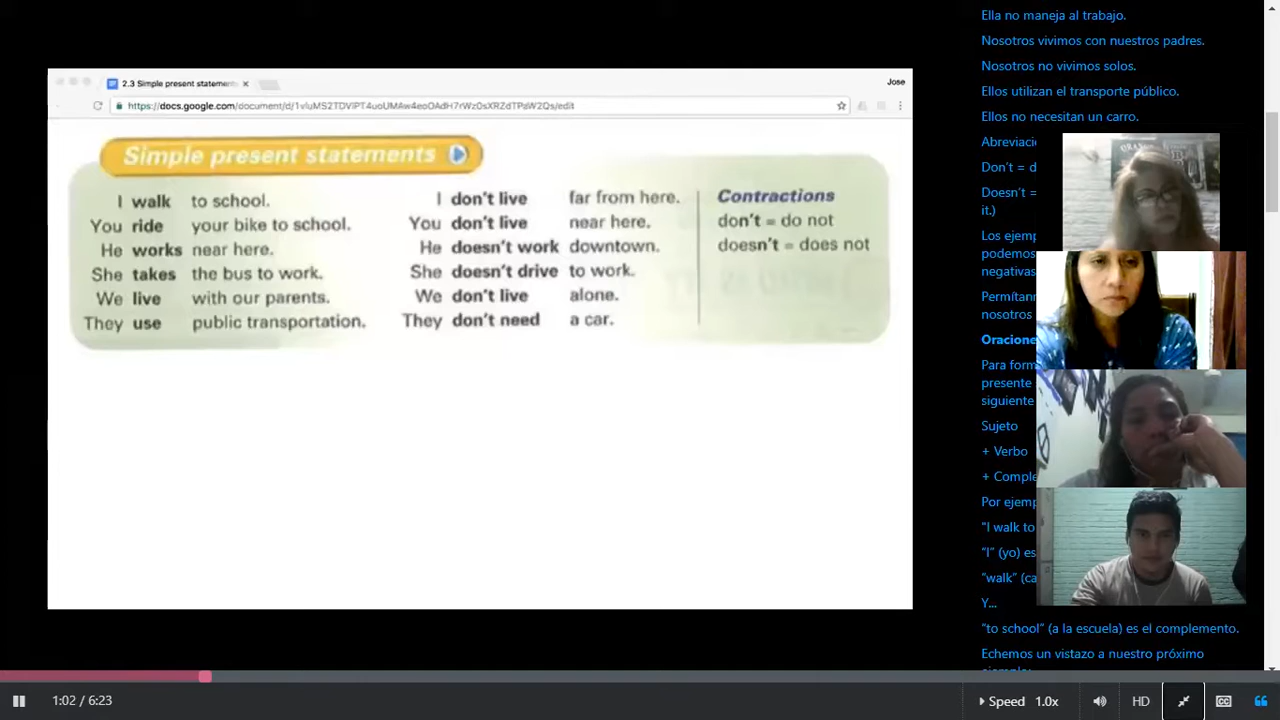 2.3 Simple present statement
Jose
https://docs.google.com/document/d/1vluMS2TDViPT4uoUMAw4eoOAdH7rWz0sXRZdTPsW2Qs/edit
Simple present statements
I walk to school.
You ride your bike to school.
He works near here.
She takes the bus to work.
We live with our parents.
They use public transportation.
I don't live far from here.
You don't live near here.
He doesn't work downtown.
She doesn't drive to work.
We don't live alone.
They don't need a car.
Contractions
don't = do not
doesn't = does not
Ella no maneja al trabajo.
Nosotros vivimos con nuestros padres.
Nosotros no vivimos solos.
Ellos utilizan el transporte público.
Ellos no necesitan un carro.
Abreviaci
Don't = d
Doesn't =
it.)
Los ejemp
podemos
negativas
Permítann
nosotros
Oracione
Para form
presente
siguiente
Sujeto
+ Verbo
+ Comple
Por ejemp
"I walk to
"I" (yo) es
"walk" (ca
Y...
"to school" (a la escuela) es el complemento.
Echemos un vistazo a nuestro próximo
1:02 / 6:23
Speed 1.0x
HD
CC